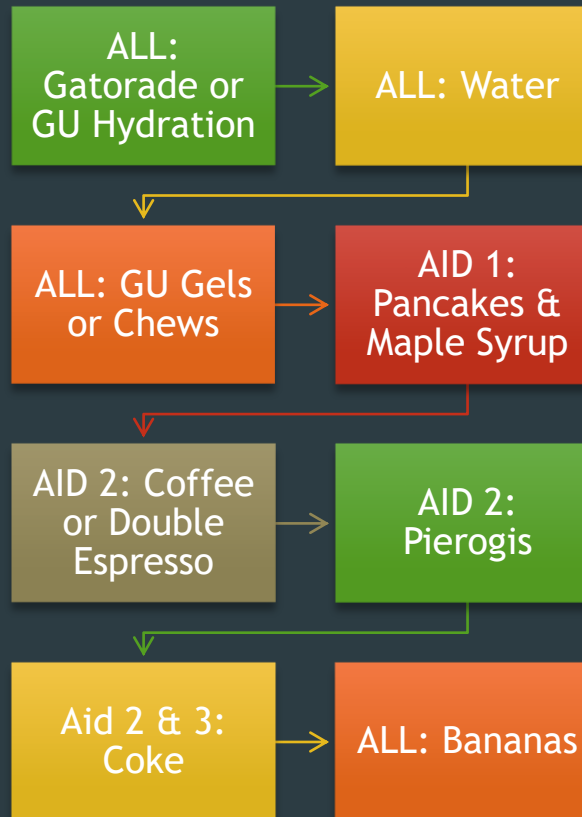 ALL:
Gatorade or
GU Hydration
ALL: Water
ALL: GU Gels
or Chews
AID 1:
Pancakes &
Maple Syrup
AID 2: Coffee
or Double
Espresso
AID 2:
Pierogis
Aid 2 & 3:
Coke
ALL: Bananas